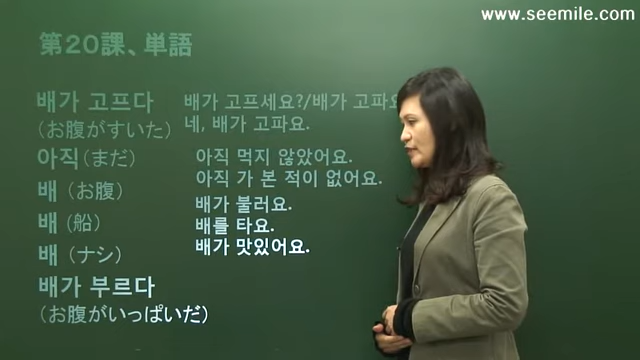 www.seemile.com
第20課、単語
배가 고프다 배가 고프세요?/배가 고파요
(お腹がすいた) 네, 배가 고파요.
아직(まだ) 아직 먹지 않았어요.
아직 가 본 적이 없어요.
배 (お腹) 배가 불러요.
배 (船) 배를 타요.
배 (ナシ) 배가 맛있어요.
배가 부르다
(お腹がいっぱいだ)